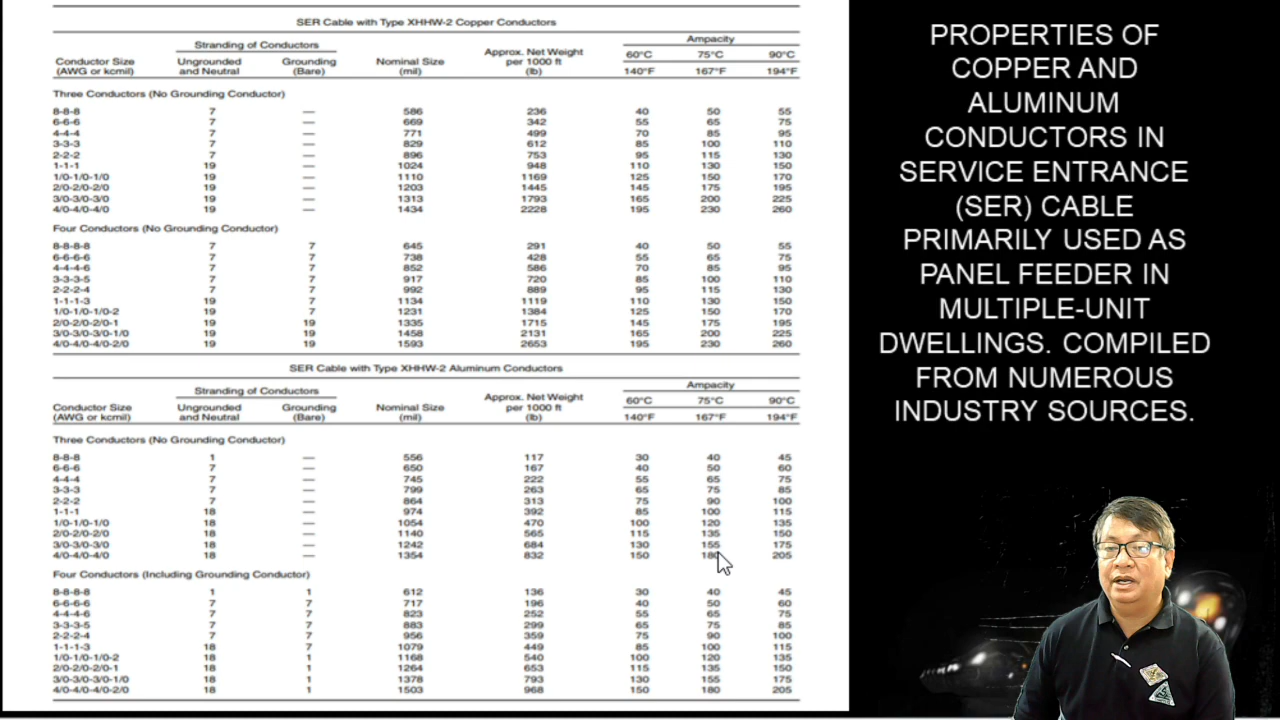 SER Cable with Type XHHW-2 Copper Conductors
Stranding of Conductors Ampacity
Conductor Size (AWG or kcmil) Ungrounded and Neutral Grounding (Bare) Nominal Size (mil) Approx. Net Weight per 1000 ft (lb) 60°C 140°F 75°C 167°F 90°C 194°F
Three Conductors (No Grounding Conductor)
8-8-8 7 — 586 236 40 50 55
6-6-6 7 — 669 342 55 65 75
4-4-4 7 — 771 499 70 85 95
3-3-3 7 — 829 612 85 100 110
2-2-2 7 — 896 753 95 115 130
1-1-1 19 — 1024 948 110 130 150
1/0-1/0-1/0 19 — 1110 1169 125 150 170
2/0-2/0-2/0 19 — 1203 1445 145 175 195
3/0-3/0-3/0 19 — 1313 1793 165 200 225
4/0-4/0-4/0 19 — 1434 2228 195 230 260
Four Conductors (No Grounding Conductor)
8-8-8-8 7 7 645 291 40 50 55
6-6-6-6 7 7 738 428 55 65 75
4-4-4-6 7 7 852 586 70 85 95
3-3-3-5 7 7 917 720 85 100 110
2-2-2-4 7 7 992 889 95 115 130
1-1-1-3 19 7 1134 1119 110 130 150
1/0-1/0-1/0-2 19 7 1231 1384 125 150 170
2/0-2/0-2/0-1 19 19 1335 1715 145 175 195
3/0-3/0-3/0-1/0 19 19 1458 2131 165 200 225
4/0-4/0-4/0-2/0 19 19 1593 2653 195 230 260
SER Cable with Type XHHW-2 Aluminum Conductors
Stranding of Conductors Ampacity
Conductor Size (AWG or kcmil) Ungrounded and Neutral Grounding (Bare) Nominal Size (mil) Approx. Net Weight per 1000 ft (lb) 60°C 140°F 75°C 167°F 90°C 194°F
Three Conductors (No Grounding Conductor)
8-8-8 1 — 556 117 30 40 45
6-6-6 7 — 650 167 40 50 60
4-4-4 7 — 745 222 55 65 75
3-3-3 7 — 799 263 65 75 85
2-2-2 7 — 864 313 75 90 100
1-1-1 18 — 974 392 85 100 115
1/0-1/0-1/0 18 — 1054 470 100 120 135
2/0-2/0-2/0 18 — 1140 565 115 135 150
3/0-3/0-3/0 18 — 1242 684 130 155 175
4/0-4/0-4/0 18 — 1354 832 150 180 205
Four Conductors (Including Grounding Conductor)
8-8-8-8 1 1 612 136 30 40 45
6-6-6-6 7 7 717 196 40 50 60
4-4-4-6 7 7 823 252 55 65 75
3-3-3-5 7 7 883 299 65 75 85
2-2-2-4 7 7 956 359 75 90 100
1-1-1-3 18 7 1079 449 85 100 115
1/0-1/0-1/0-2 18 1 1168 540 100 120 135
2/0-2/0-2/0-1 18 1 1264 653 115 135 150
3/0-3/0-3/0-1/0 18 1 1378 793 130 155 175
4/0-4/0-4/0-2/0 18 1 1503 968 150 180 205
PROPERTIES OF
COPPER AND
ALUMINUM
CONDUCTORS IN
SERVICE ENTRANCE
(SER) CABLE
PRIMARILY USED AS
PANEL FEEDER IN
MULTIPLE-UNIT
DWELLINGS. COMPILED
FROM NUMEROUS
INDUSTRY SOURCES.